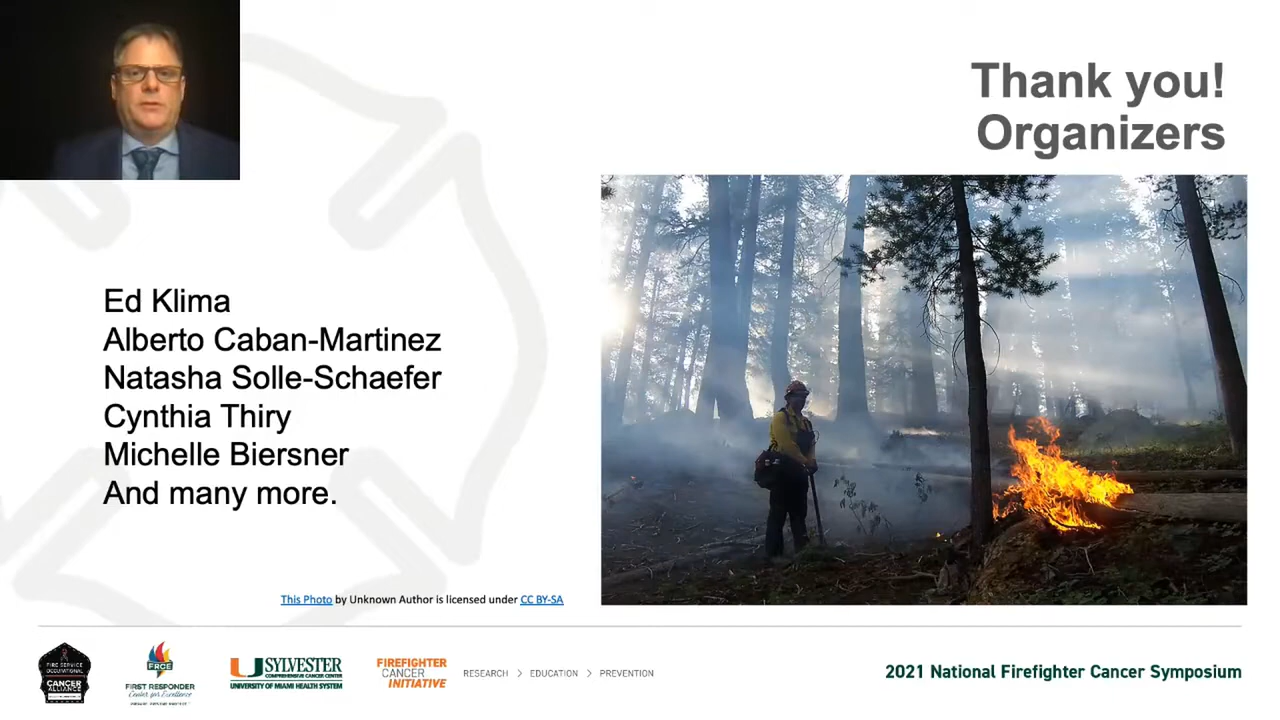 Thank you!
Organizers
Ed Klima
Alberto Caban-Martinez
Natasha Solle-Schaefer
Cynthia Thiry
Michelle Biersner
And many more.
This Photo by Unknown Author is licensed under CC BY-SA
FIRE SERVICE
OCCUPATIONAL
CANCER
ALLIANCE
FRCE
FIRST RESPONDER
Center for Excellence
SYLVESTER
COMPREHENSIVE CANCER CENTER
UNIVERSITY OF MIAMI HEALTH SYSTEM
FIREFIGHTER
CANCER
INITIATIVE
RESEARCH > EDUCATION > PREVENTION
2021 National Firefighter Cancer Symposium